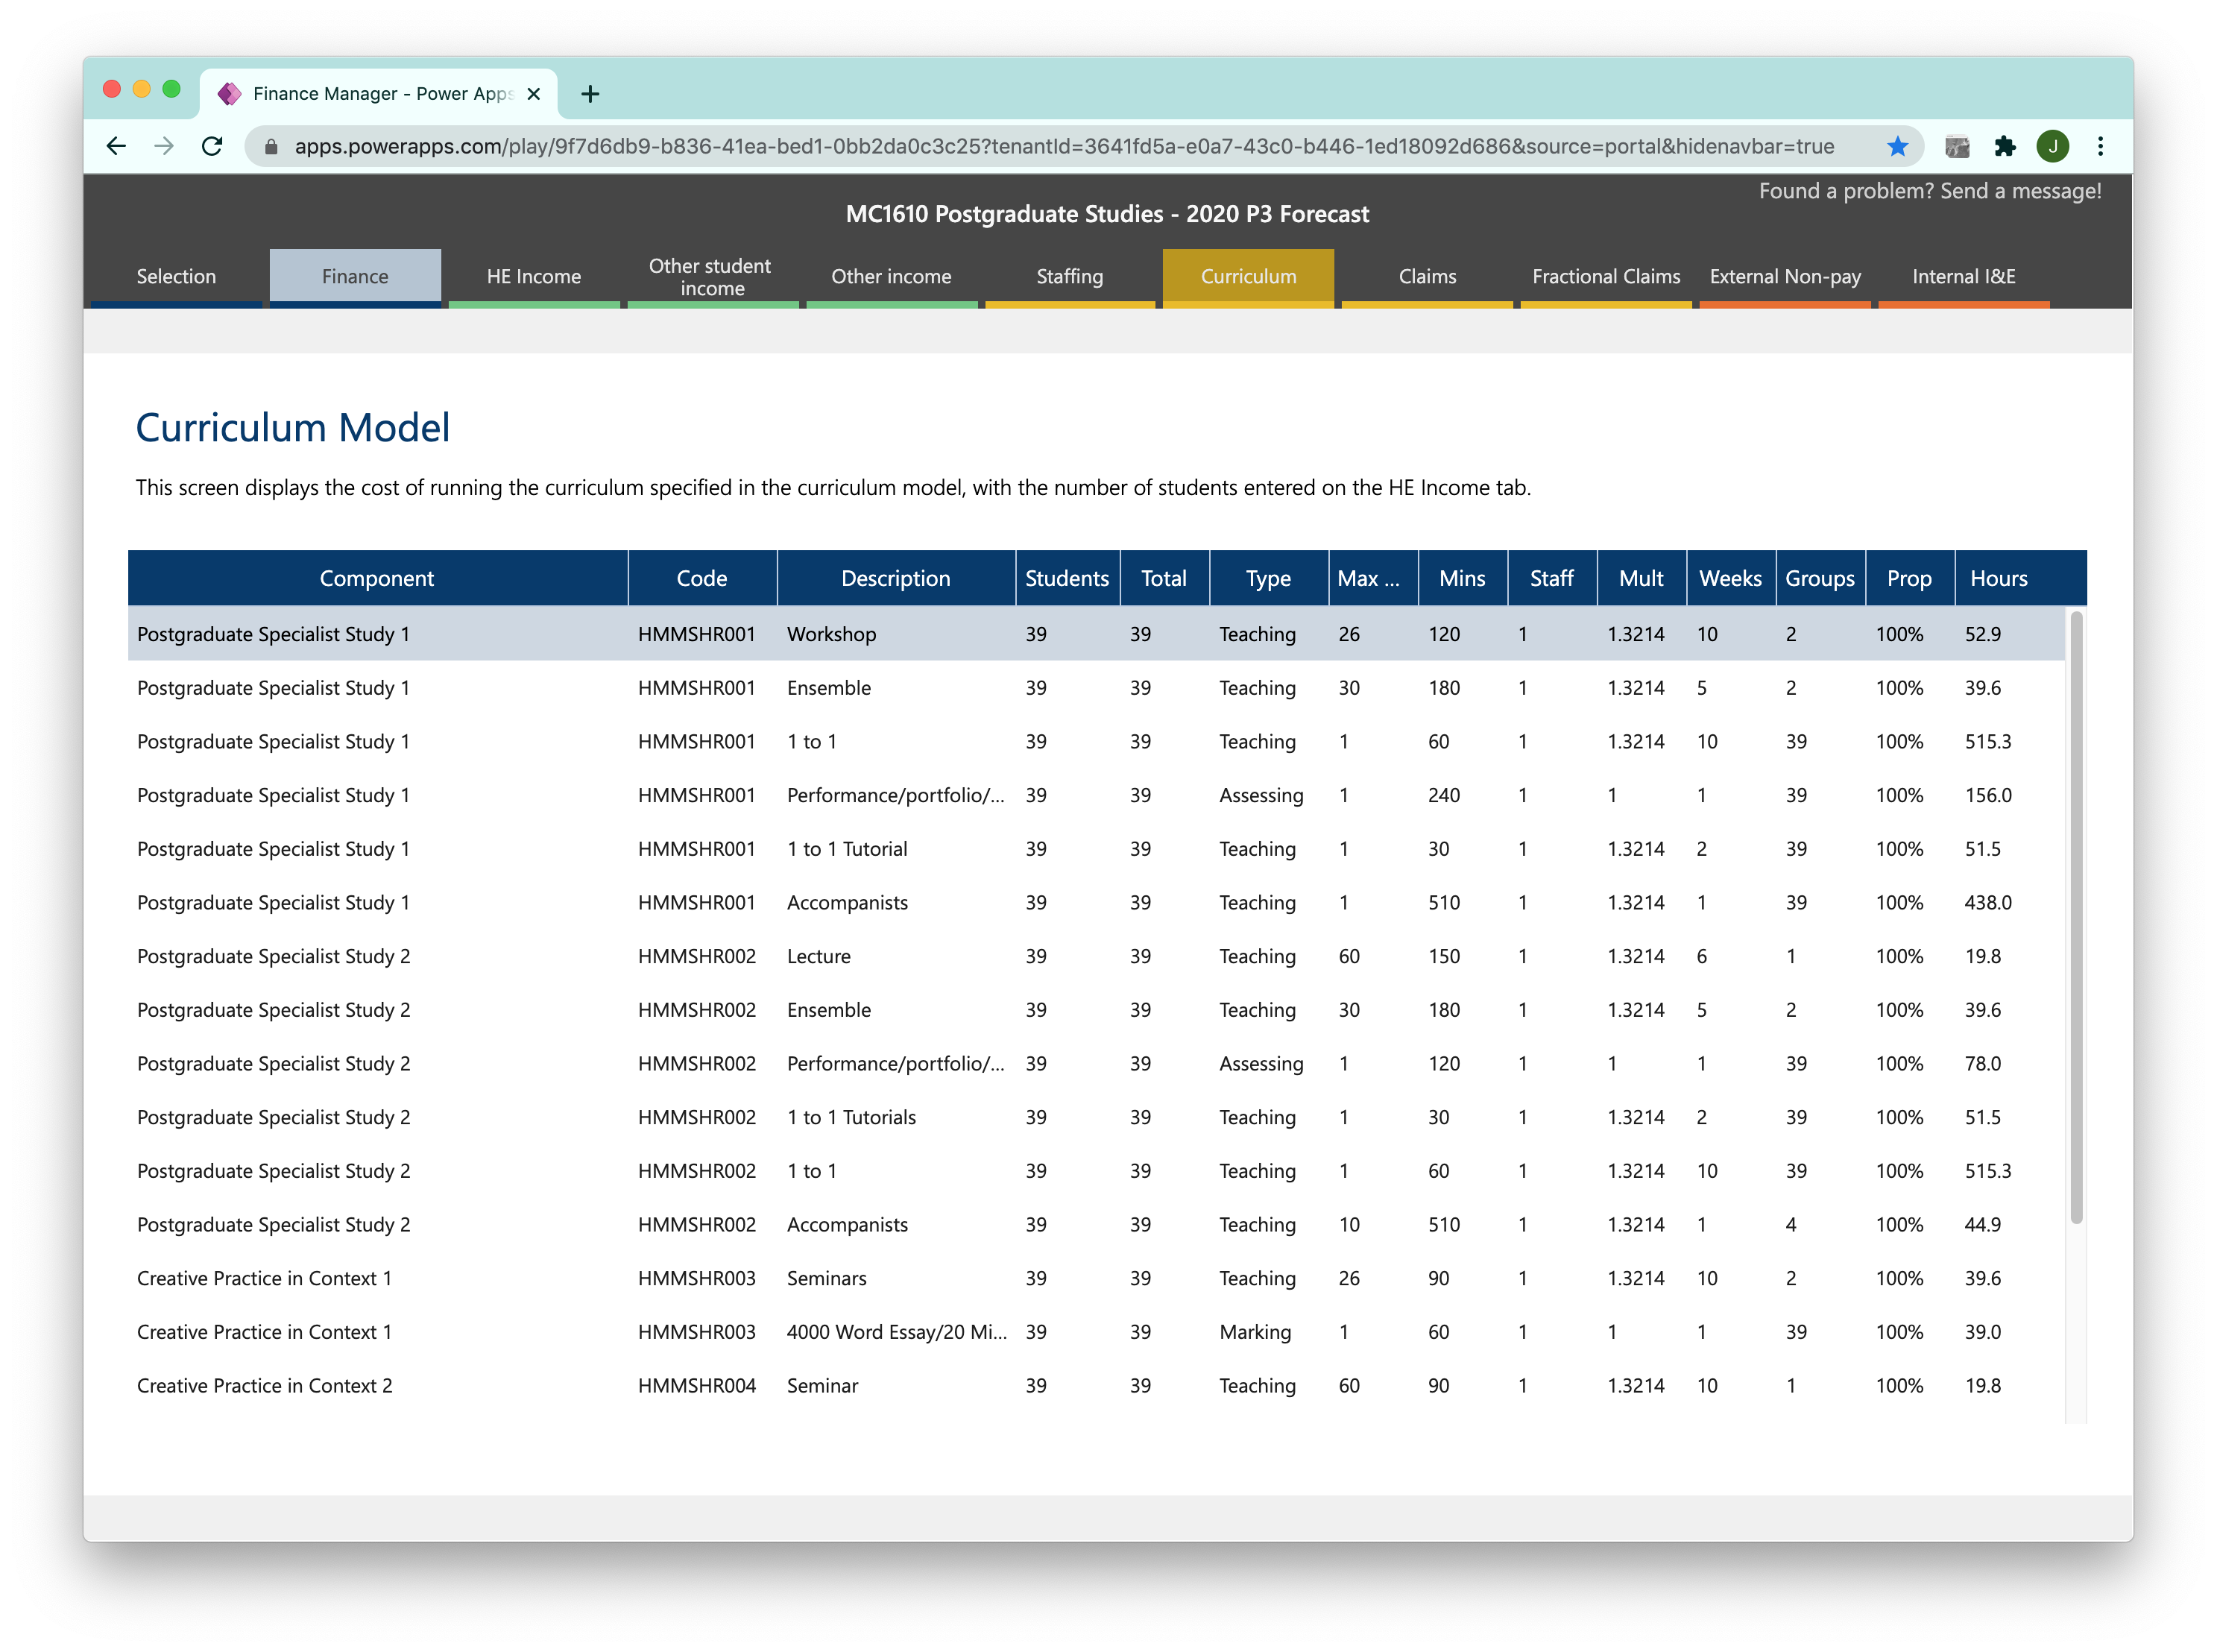 Finance Manager - Power Apps
apps.powerapps.com/play/9f7d6db9-b836-41ea-bed1-0bb2da0c3c25?tenantId=3641fd5a-e0a7-43c0-b446-1ed18092d686&source=portal&hidenavbar=true
J
Found a problem? Send a message!
MC1610 Postgraduate Studies - 2020 P3 Forecast
Selection Finance HE Income Other student income Other income Staffing Curriculum Claims Fractional Claims External Non-pay Internal I&E
Curriculum Model
This screen displays the cost of running the curriculum specified in the curriculum model, with the number of students entered on the HE Income tab.
Component Code Description Students Total Type Max ... Mins Staff Mult Weeks Groups Prop Hours
Postgraduate Specialist Study 1 HMMSHR001 Workshop 39 39 Teaching 26 120 1 1.3214 10 2 100% 52.9
Postgraduate Specialist Study 1 HMMSHR001 Ensemble 39 39 Teaching 30 180 1 1.3214 5 2 100% 39.6
Postgraduate Specialist Study 1 HMMSHR001 1 to 1 39 39 Teaching 1 60 1 1.3214 10 39 100% 515.3
Postgraduate Specialist Study 1 HMMSHR001 Performance/portfolio/... 39 39 Assessing 1 240 1 1 1 39 100% 156.0
Postgraduate Specialist Study 1 HMMSHR001 1 to 1 Tutorial 39 39 Teaching 1 30 1 1.3214 2 39 100% 51.5
Postgraduate Specialist Study 1 HMMSHR001 Accompanists 39 39 Teaching 1 510 1 1.3214 1 39 100% 438.0
Postgraduate Specialist Study 2 HMMSHR002 Lecture 39 39 Teaching 60 150 1 1.3214 6 1 100% 19.8
Postgraduate Specialist Study 2 HMMSHR002 Ensemble 39 39 Teaching 30 180 1 1.3214 5 2 100% 39.6
Postgraduate Specialist Study 2 HMMSHR002 Performance/portfolio/... 39 39 Assessing 1 120 1 1 1 39 100% 78.0
Postgraduate Specialist Study 2 HMMSHR002 1 to 1 Tutorials 39 39 Teaching 1 30 1 1.3214 2 39 100% 51.5
Postgraduate Specialist Study 2 HMMSHR002 1 to 1 39 39 Teaching 1 60 1 1.3214 10 39 100% 515.3
Postgraduate Specialist Study 2 HMMSHR002 Accompanists 39 39 Teaching 10 510 1 1.3214 1 4 100% 44.9
Creative Practice in Context 1 HMMSHR003 Seminars 39 39 Teaching 26 90 1 1.3214 10 2 100% 39.6
Creative Practice in Context 1 HMMSHR003 4000 Word Essay/20 Mi... 39 39 Marking 1 60 1 1 1 39 100% 39.0
Creative Practice in Context 2 HMMSHR004 Seminar 39 39 Teaching 60 90 1 1.3214 10 1 100% 19.8